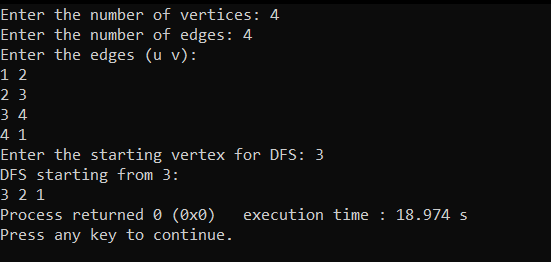 Enter the number of vertices: 4
Enter the number of edges: 4
Enter the edges (u v):
1 2
2 3
3 4
4 1
Enter the starting vertex for DFS: 3
DFS starting from 3:
3 2 1
Process returned 0 (0x0)   execution time : 18.974 s
Press any key to continue.